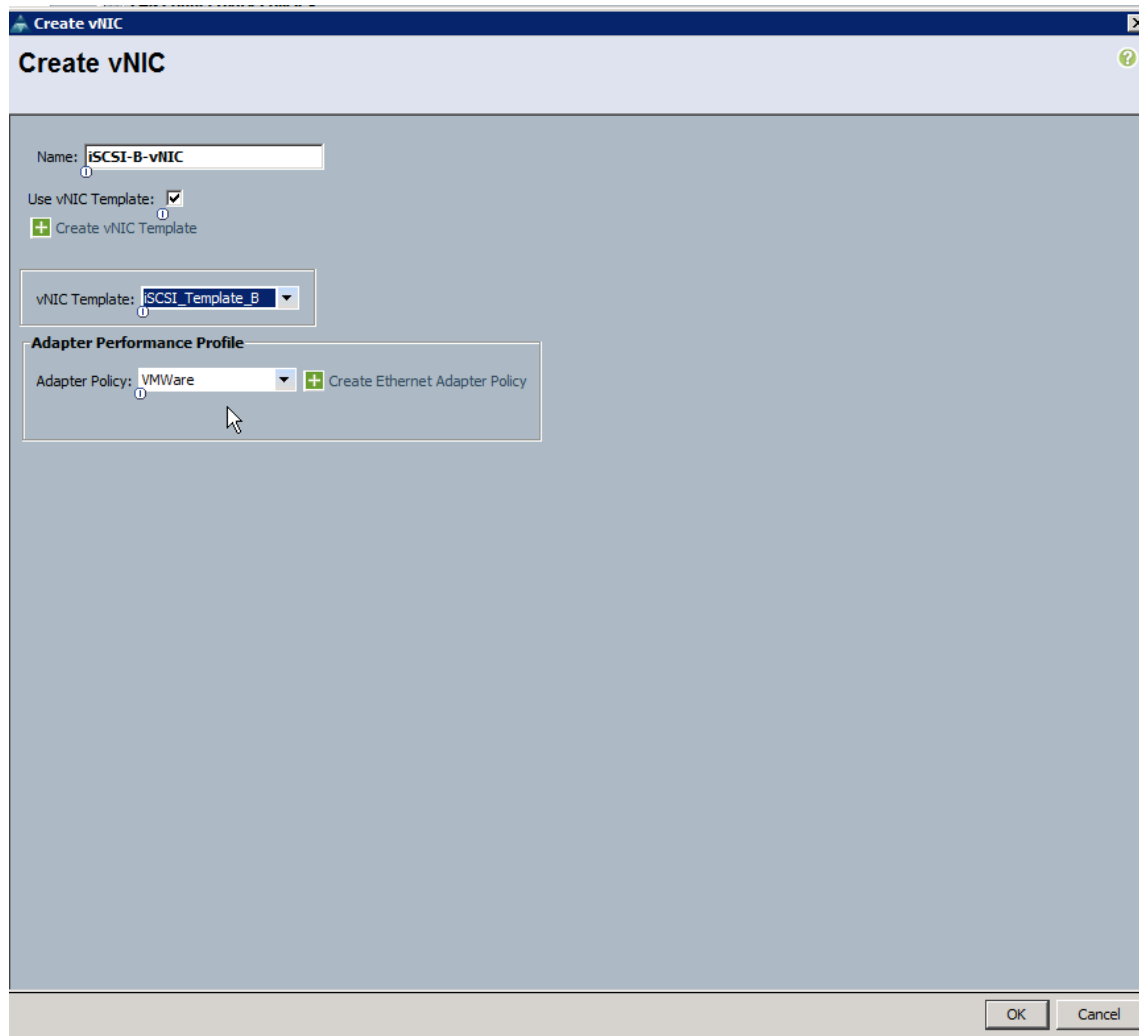 Create vNIC
Create vNIC
Name: iSCSI-B-vNIC
Use vNIC Template:
Create vNIC Template
vNIC Template: iSCSI_Template_B
Adapter Performance Profile
Adapter Policy: VMWare Create Ethernet Adapter Policy
OK Cancel